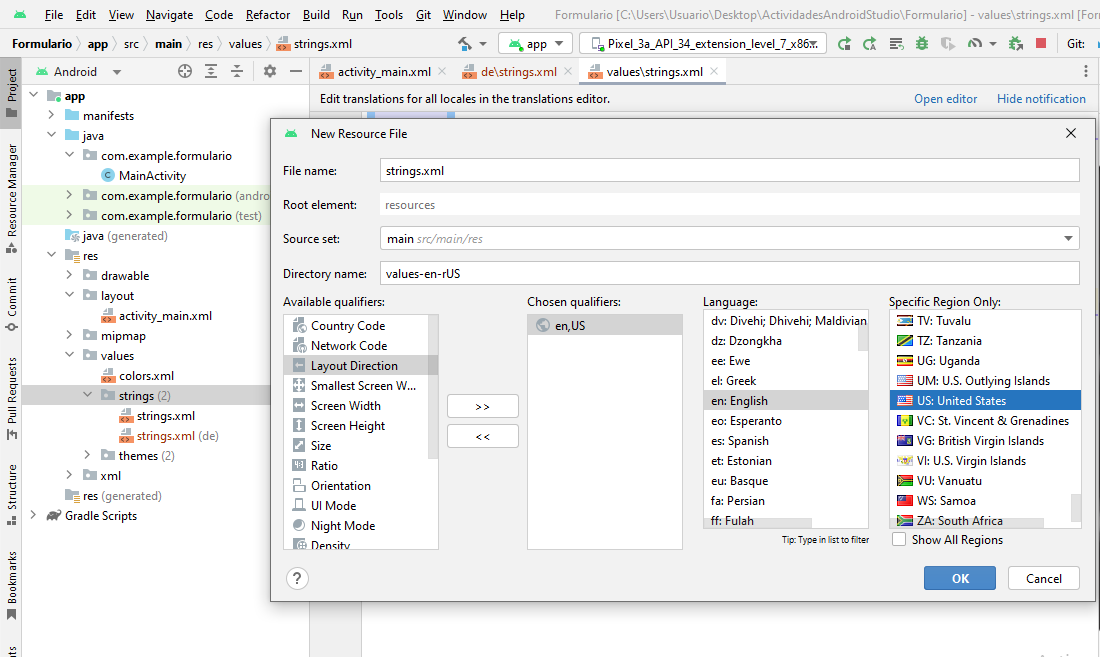 File Edit View Navigate Code Refactor Build Run Tools Git Window Help Formulario [C:\Users\Usuario\Desktop\ActividadesAndroidStudio\Formulario] - values\strings.xml
Formulario app src main res values strings.xml app Pixel_3a_API_34_extension_level_7_x86... Git:
Project
Resource Manager
Commit
Pull Requests
Structure
Bookmarks
Android
activity_main.xml de\strings.xml values\strings.xml
Edit translations for all locales in the translations editor. Open editor Hide notification
app
manifests
java
com.example.formulario
MainActivity
com.example.formulario (andro
com.example.formulario (test)
java (generated)
res
drawable
layout
activity_main.xml
mipmap
values
colors.xml
strings (2)
strings.xml
strings.xml (de)
themes (2)
xml
res (generated)
Gradle Scripts
New Resource File
File name: strings.xml
Root element: resources
Source set: main src/main/res
Directory name: values-en-rUS
Available qualifiers:
Country Code
Network Code
Layout Direction
Smallest Screen W...
Screen Width
Screen Height
Size
Ratio
Orientation
UI Mode
Night Mode
Density
>>
<<
Chosen qualifiers:
en,US
Language:
dv: Divehi; Dhivehi; Maldivian
dz: Dzongkha
ee: Ewe
el: Greek
en: English
eo: Esperanto
es: Spanish
et: Estonian
eu: Basque
fa: Persian
ff: Fulah
Tip: Type in list to filter
Specific Region Only:
TV: Tuvalu
TZ: Tanzania
UG: Uganda
UM: U.S. Outlying Islands
US: United States
VC: St. Vincent & Grenadines
VG: British Virgin Islands
VI: U.S. Virgin Islands
VU: Vanuatu
WS: Samoa
ZA: South Africa
Show All Regions
?
OK Cancel